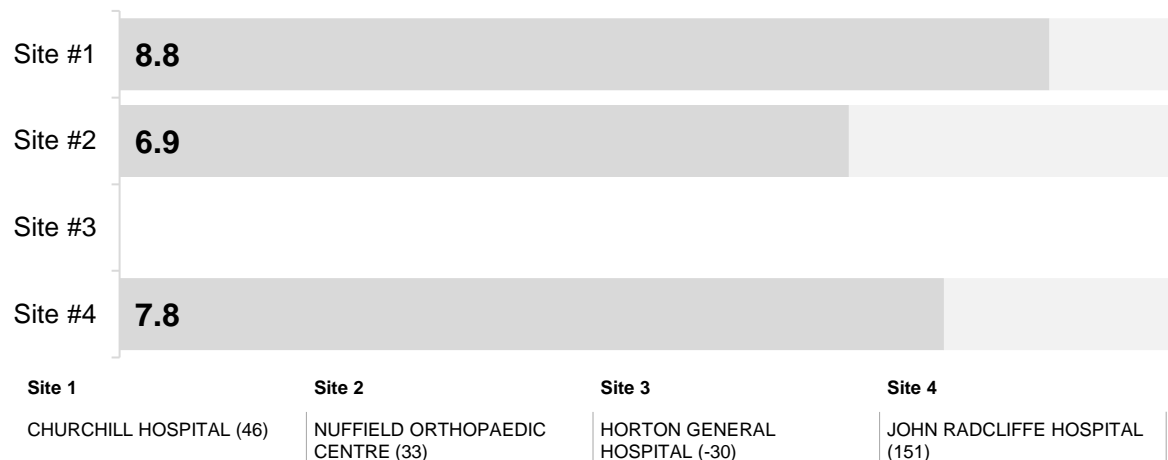 Site #1
8.8
Site #2
6.9
Site #3
Site #4
7.8
Site 1
CHURCHILL HOSPITAL (46)
Site 2
NUFFIELD ORTHOPAEDIC
CENTRE (33)
Site 3
HORTON GENERAL
HOSPITAL (-30)
Site 4
JOHN RADCLIFFE HOSPITAL
(151)